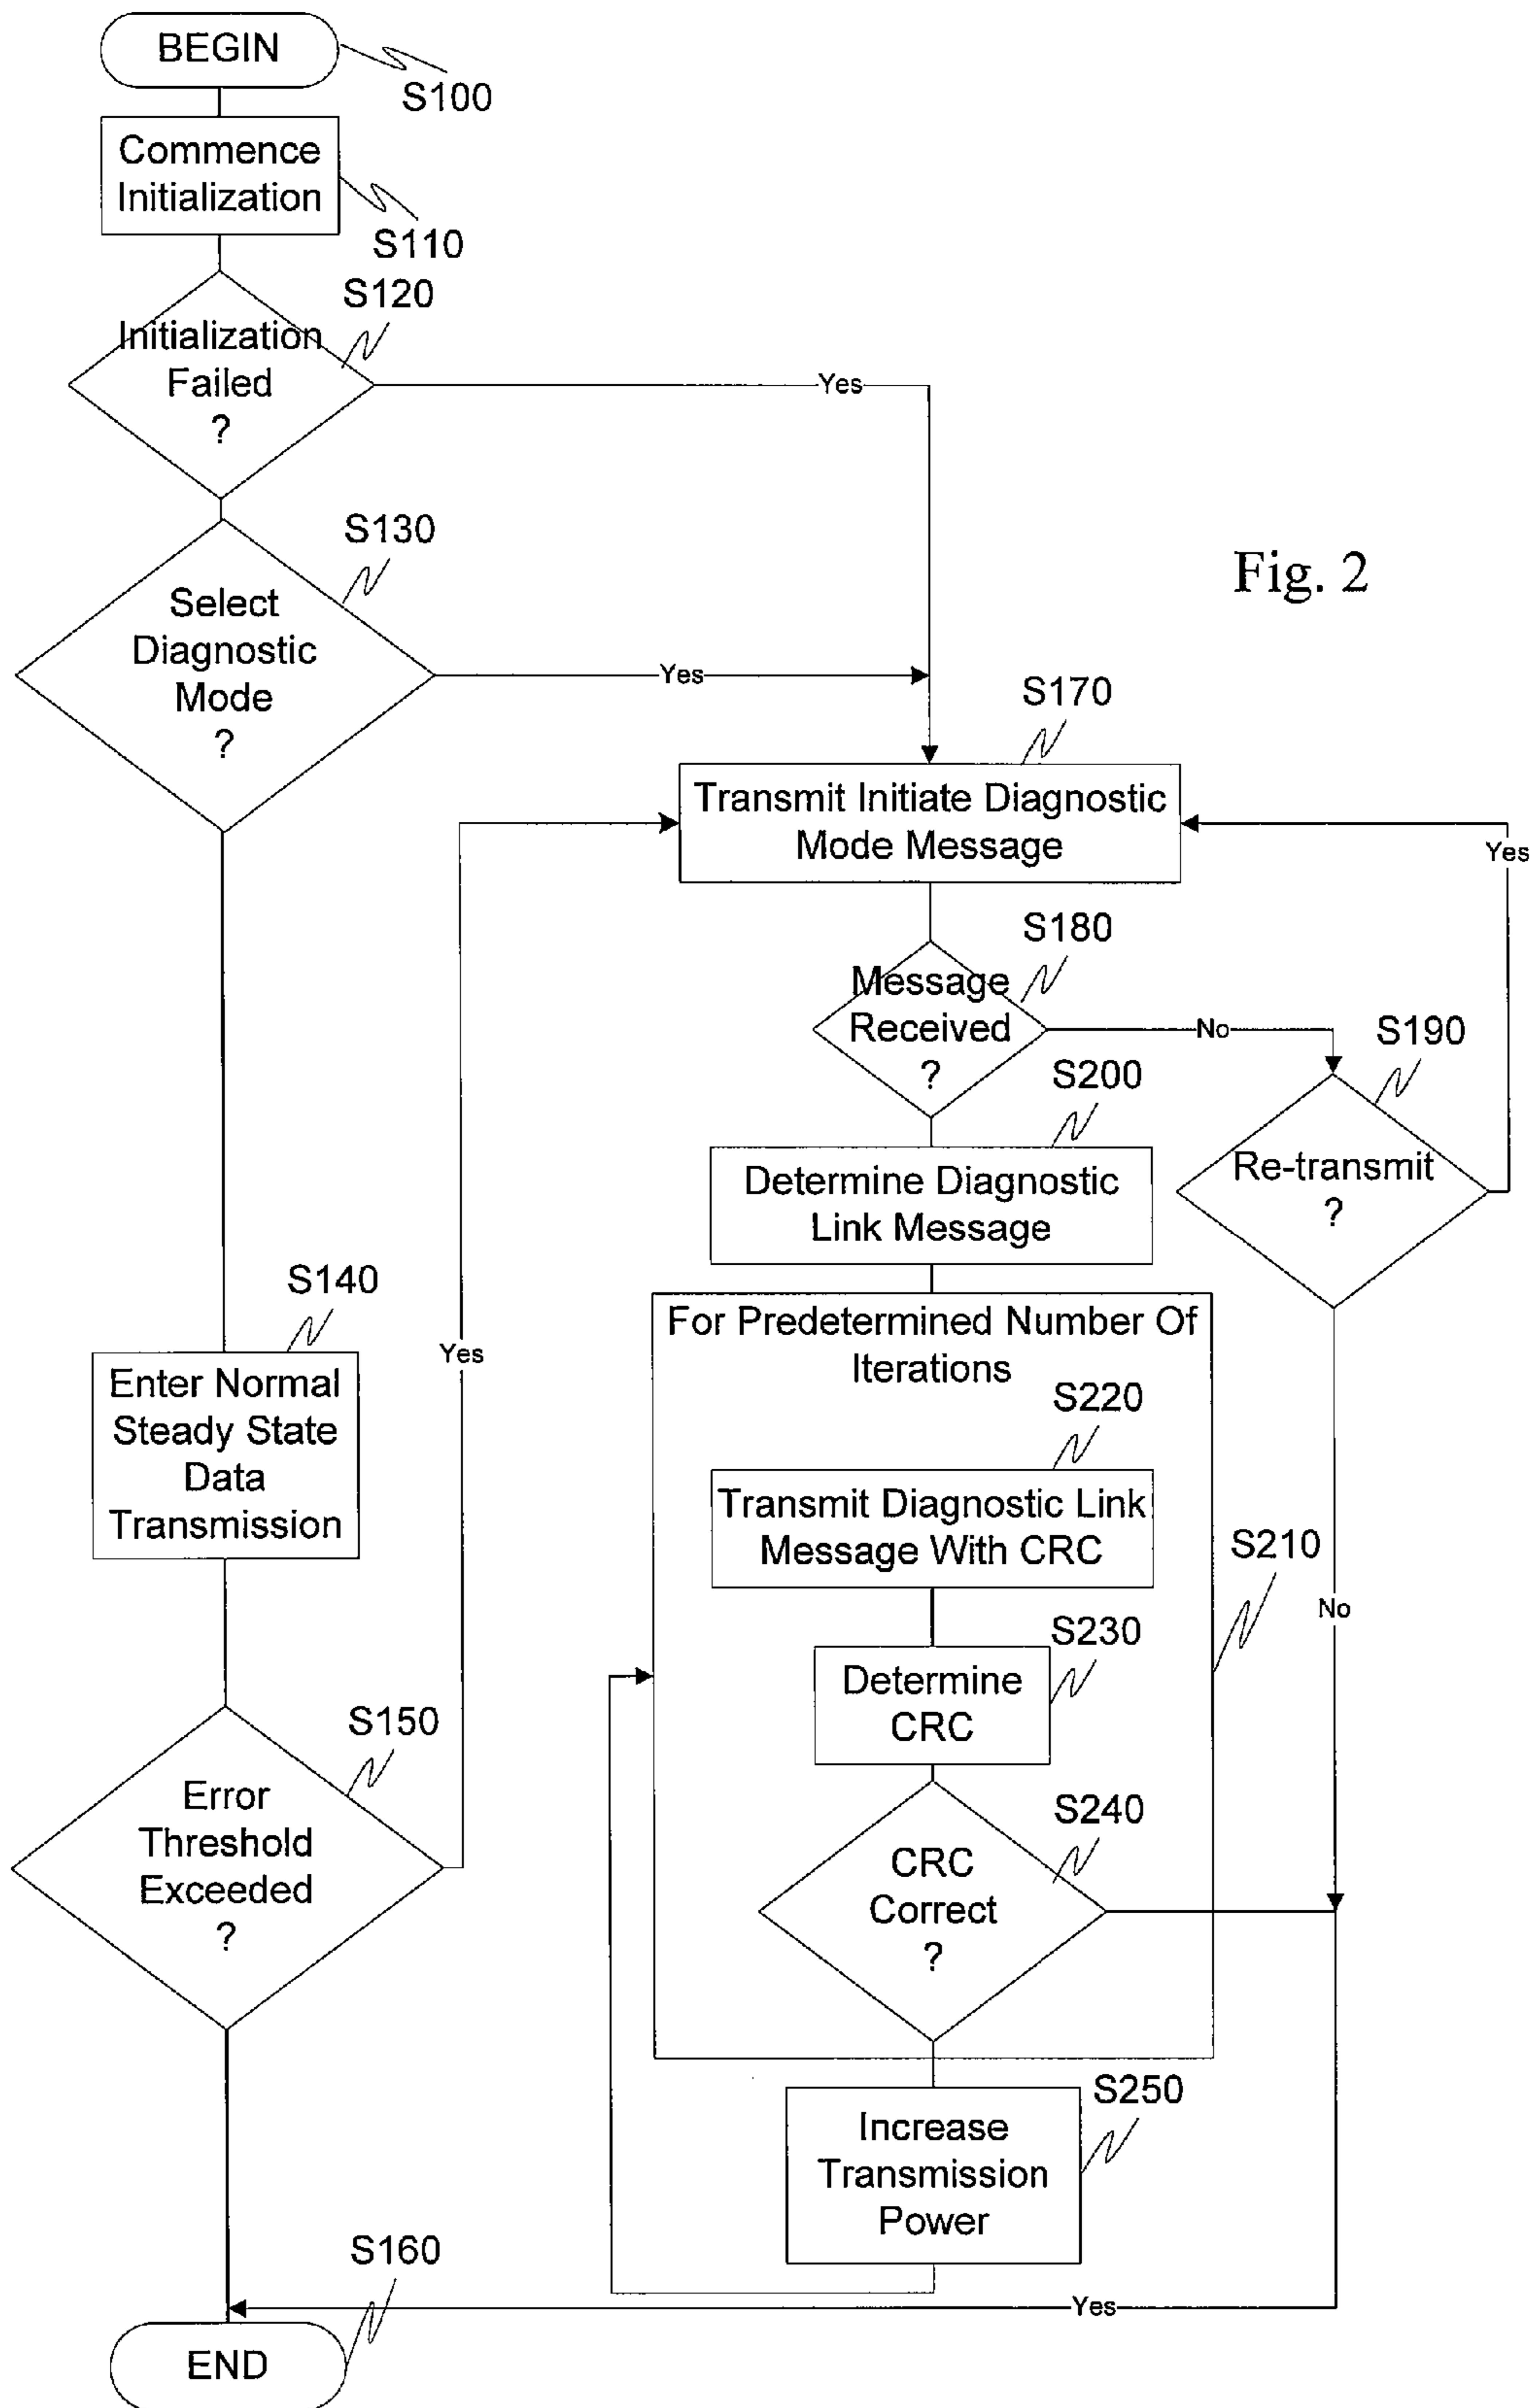 BEGIN
S100
Commence
Initialization
S110
S120
Initialization
Failed
?
Yes
S130
Select
Diagnostic
Mode
?
Yes
Fig. 2
S170
Transmit Initiate Diagnostic
Mode Message
Yes
S180
Message
Received
?
No
S190
Re-transmit
?
S200
Determine Diagnostic
Link Message
S140
Enter Normal
Steady State
Data
Transmission
Yes
For Predetermined Number Of
Iterations
S220
Transmit Diagnostic Link
Message With CRC
S210
No
S230
Determine
CRC
S150
Error
Threshold
Exceeded
?
S240
CRC
Correct
?
S250
Increase
Transmission
Power
S160
Yes
END